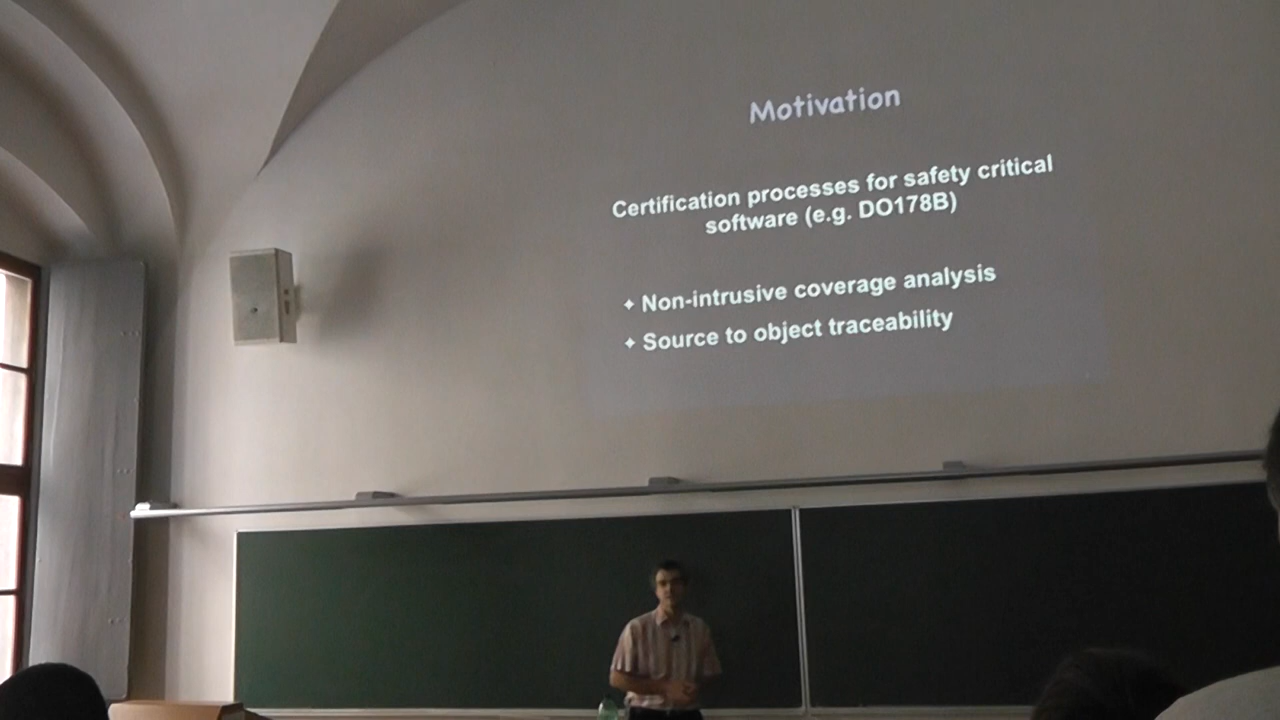 Motivation
Certification processes for safety critical
software (e.g. DO178B)
✦ Non-intrusive coverage analysis
✦ Source to object traceability